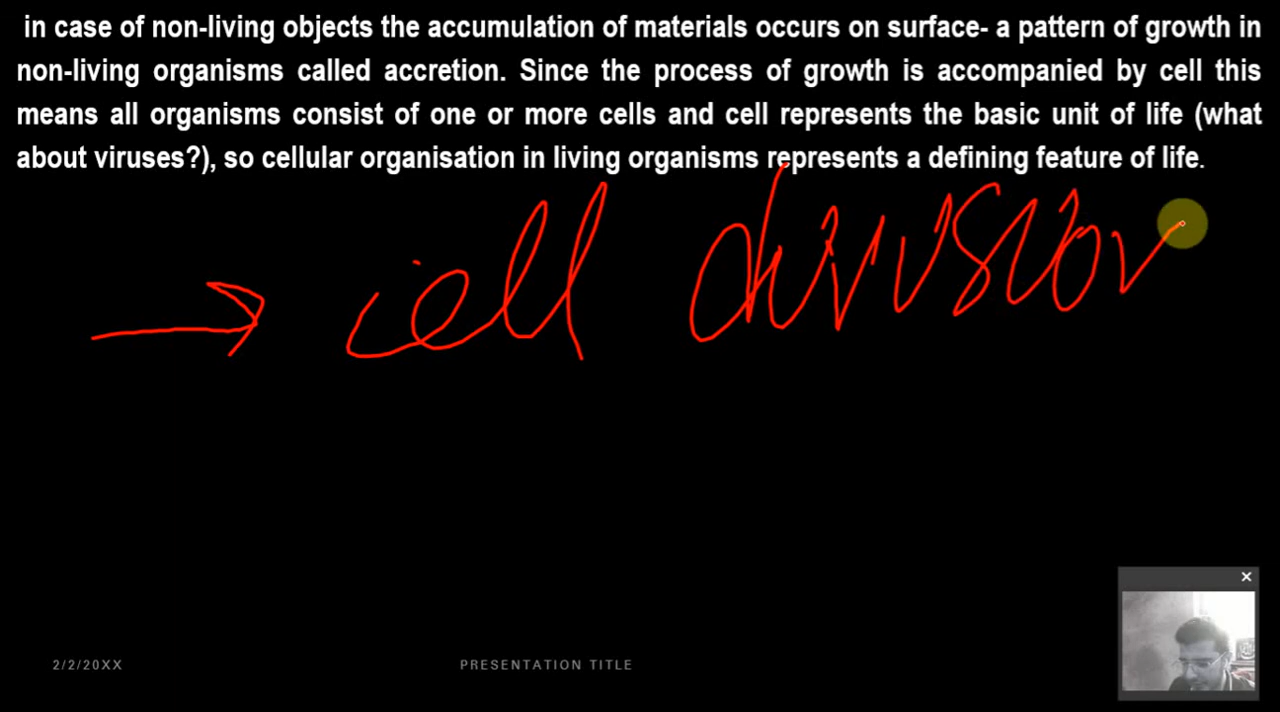 in case of non-living objects the accumulation of materials occurs on surface- a pattern of growth in
non-living organisms called accretion. Since the process of growth is accompanied by cell this
means all organisms consist of one or more cells and cell represents the basic unit of life (what
about viruses?), so cellular organisation in living organisms represents a defining feature of life.
→ cell division
2/2/20XX PRESENTATION TITLE